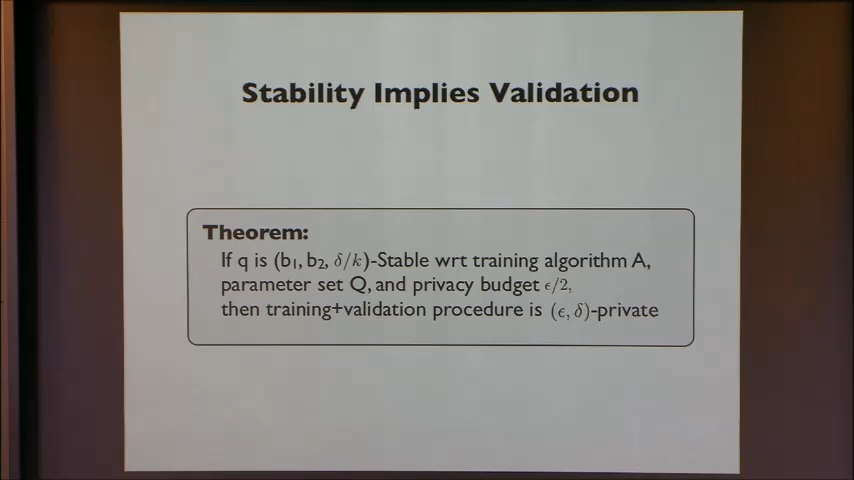 Stability Implies Validation
Theorem:
If q is (b₁, b₂, δ/k)-Stable wrt training algorithm A,
parameter set Q, and privacy budget ε/2,
then training+validation procedure is (ε, δ)-private